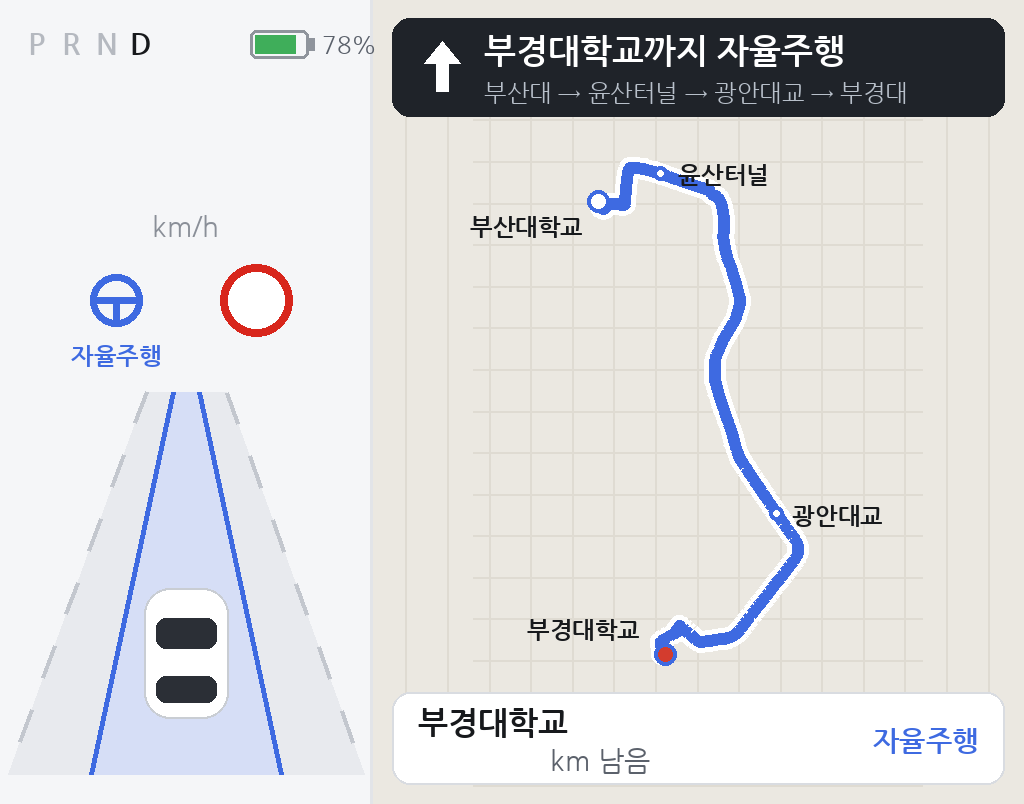 P R N D
78%
km/h
자율주행
부경대학교까지 자율주행
부산대 → 윤산터널 → 광안대교 → 부경대
윤산터널
부산대학교
광안대교
부경대학교
부경대학교
km 남음
자율주행